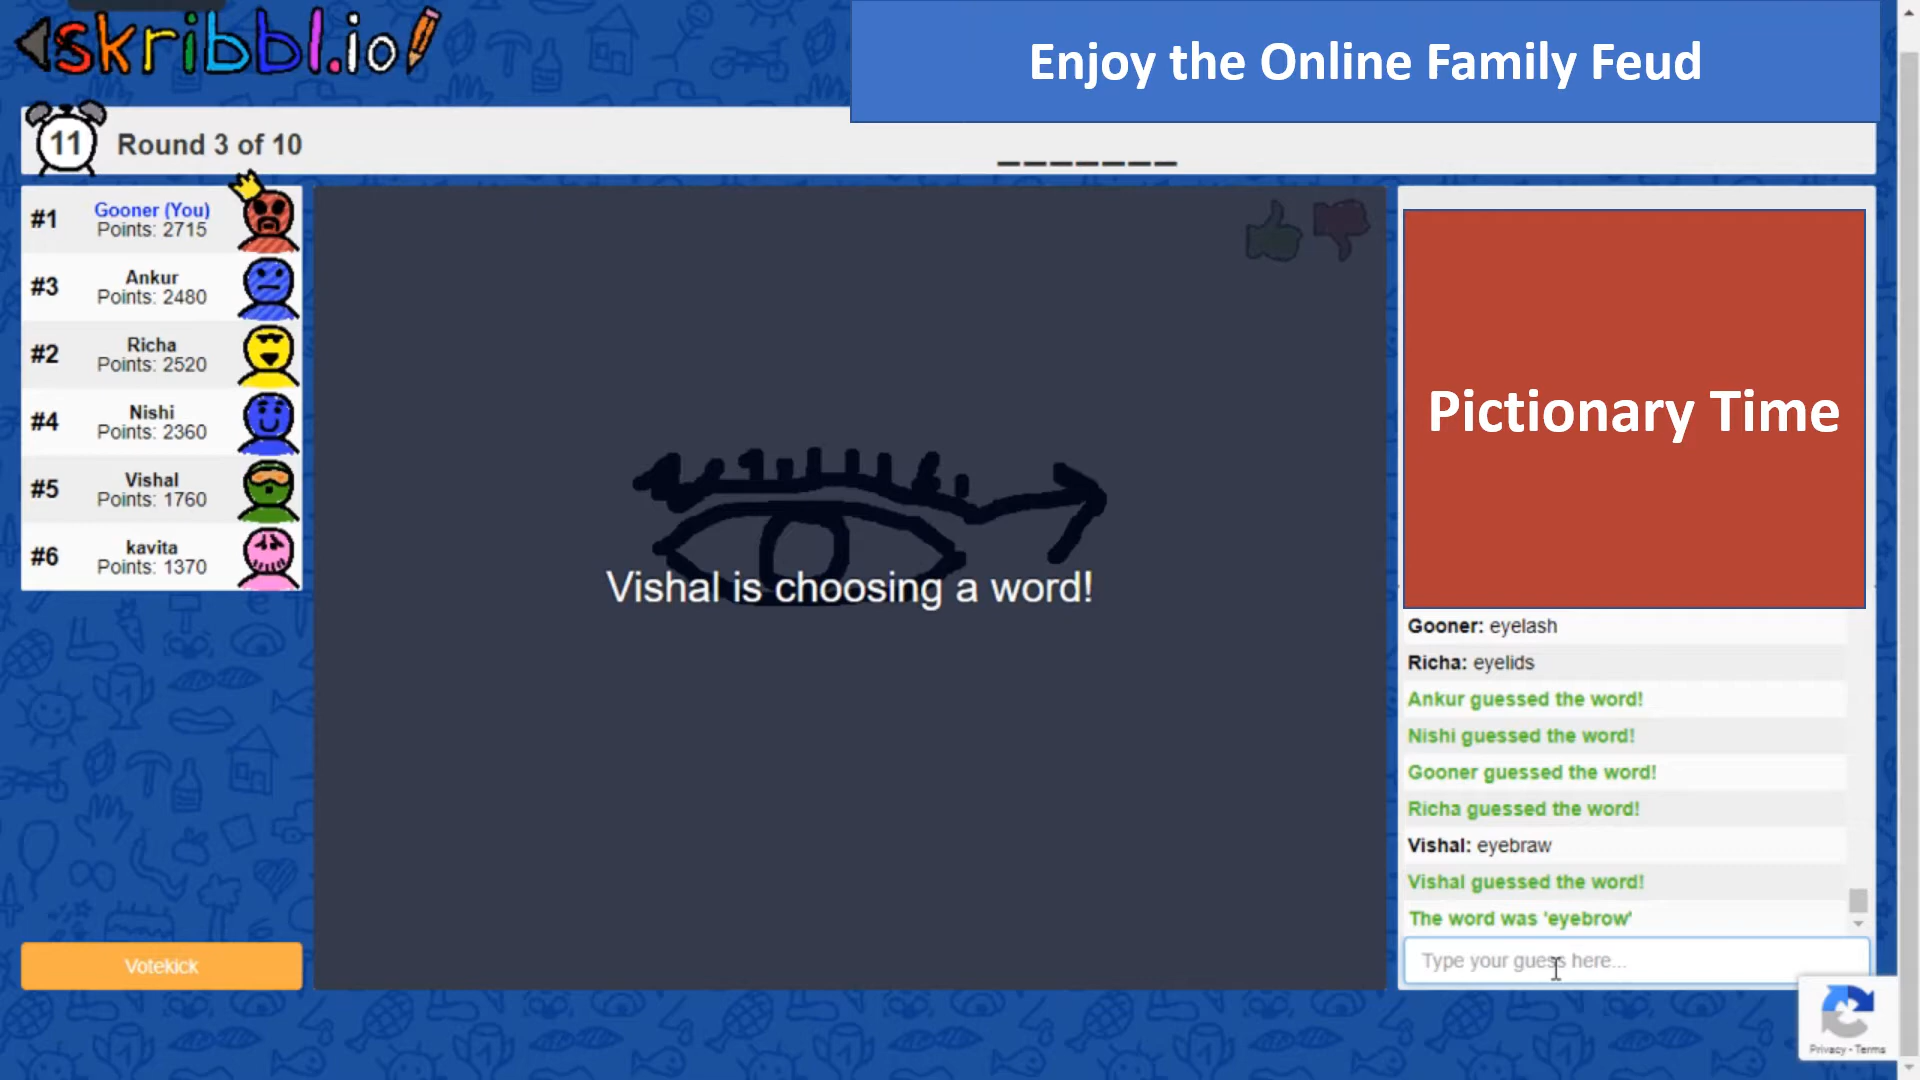 skribbl.io
Enjoy the Online Family Feud
11
Round 3 of 10
_______
#1
Gooner (You)
Points: 2715
#3
Ankur
Points: 2480
#2
Richa
Points: 2520
#4
Nishi
Points: 2360
#5
Vishal
Points: 1760
#6
kavita
Points: 1370
Votekick
Vishal is choosing a word!
Pictionary Time
Gooner: eyelash
Richa: eyelids
Ankur guessed the word!
Nishi guessed the word!
Gooner guessed the word!
Richa guessed the word!
Vishal: eyebraw
Vishal guessed the word!
The word was 'eyebrow'
Type your guess here...
Privacy - Terms